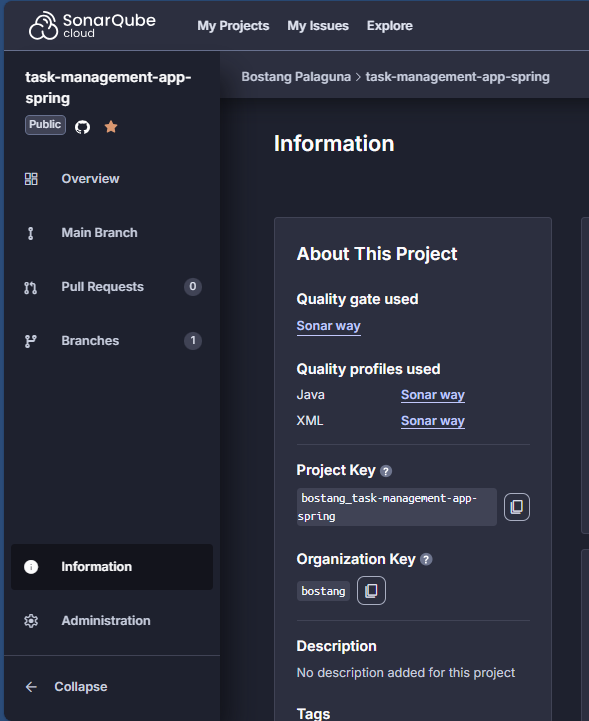 SonarQube
cloud
My Projects My Issues Explore
task-management-app-
spring
Public
Bostang Palaguna > task-management-app-spring
Overview
Main Branch
Pull Requests 0
Branches 1
Information
Administration
Collapse
Information
About This Project
Quality gate used
Sonar way
Quality profiles used
Java Sonar way
XML Sonar way
Project Key ?
bostang_task-management-app-
spring
Organization Key ?
bostang
Description
No description added for this project
Tags